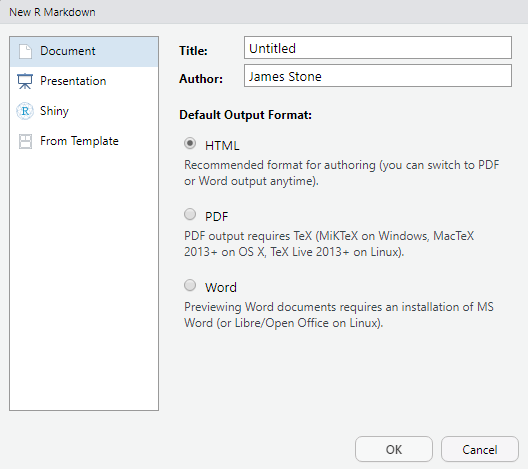 New R Markdown
Document
Presentation
R Shiny
From Template
Title: Untitled
Author: James Stone
Default Output Format:
HTML
Recommended format for authoring (you can switch to PDF
or Word output anytime).
PDF
PDF output requires TeX (MiKTeX on Windows, MacTeX
2013+ on OS X, TeX Live 2013+ on Linux).
Word
Previewing Word documents requires an installation of MS
Word (or Libre/Open Office on Linux).
OK Cancel